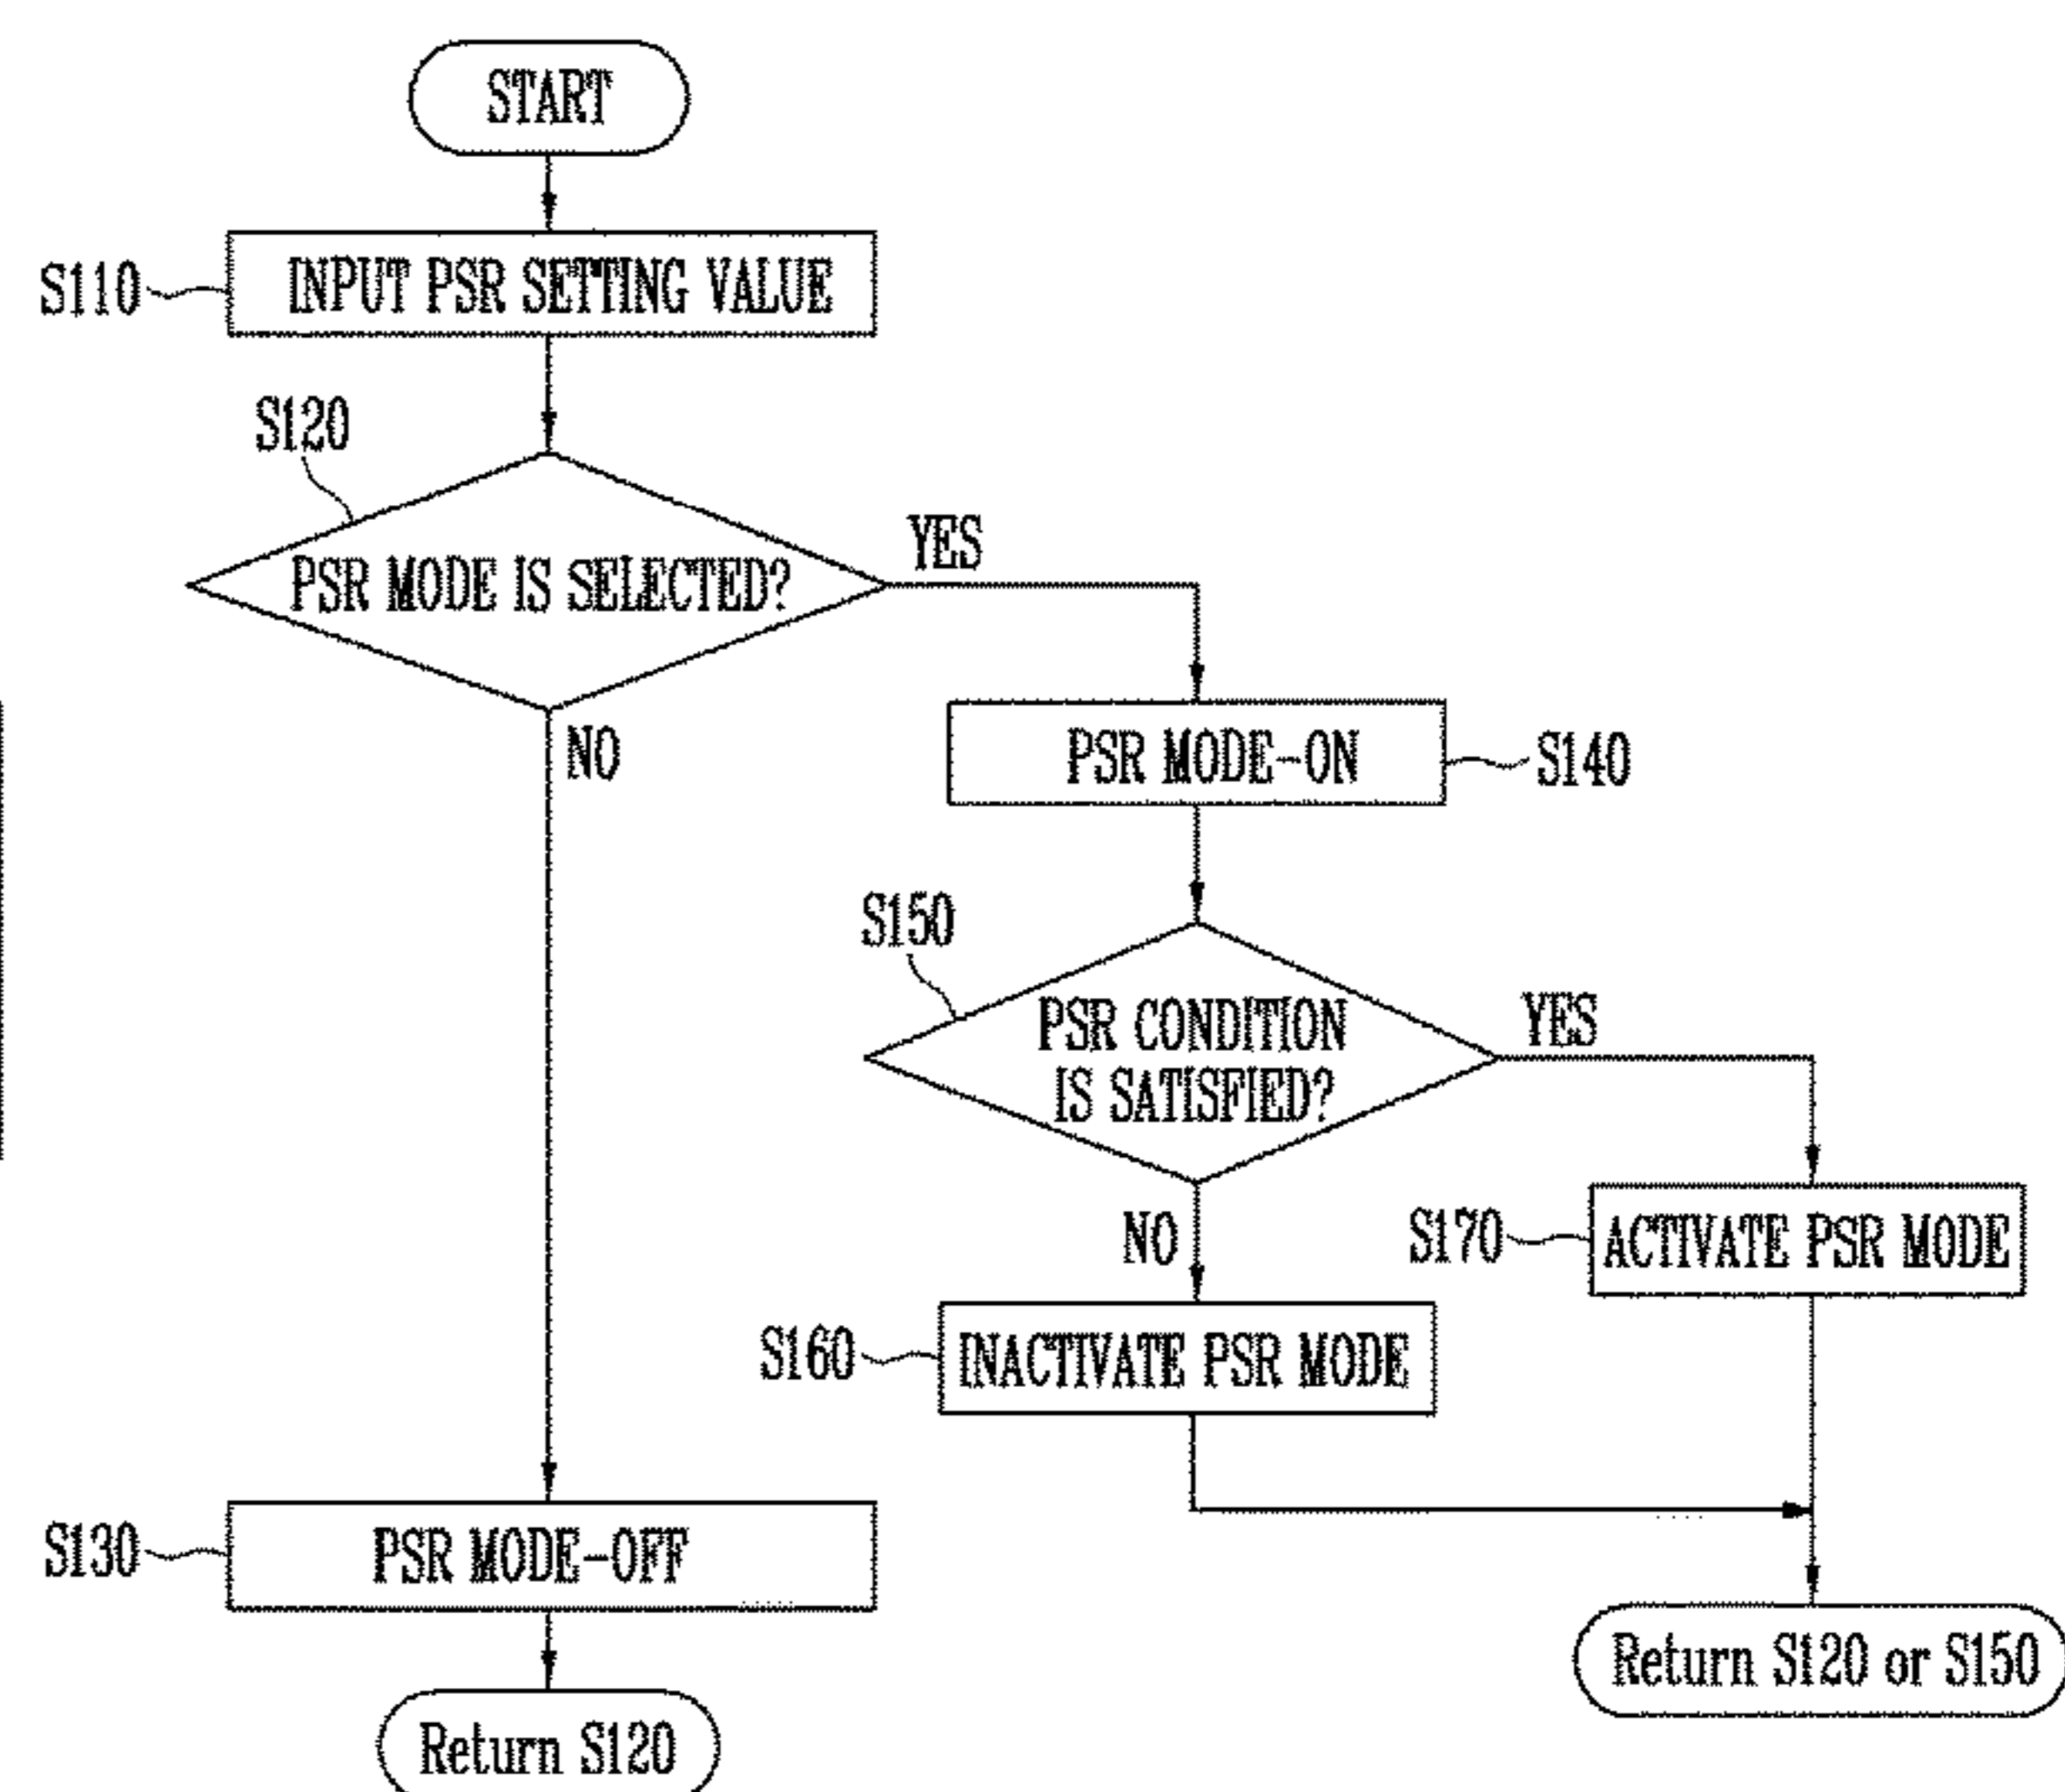 START
S110
INPUT PSR SETTING VALUE
S120
PSR MODE IS SELECTED?
YES
NO
PSR MODE-ON
S140
S150
PSR CONDITION
IS SATISFIED?
YES
NO
S170
ACTIVATE PSR MODE
S160
INACTIVATE PSR MODE
S130
PSR MODE-OFF
Return S120 or S150
Return S120